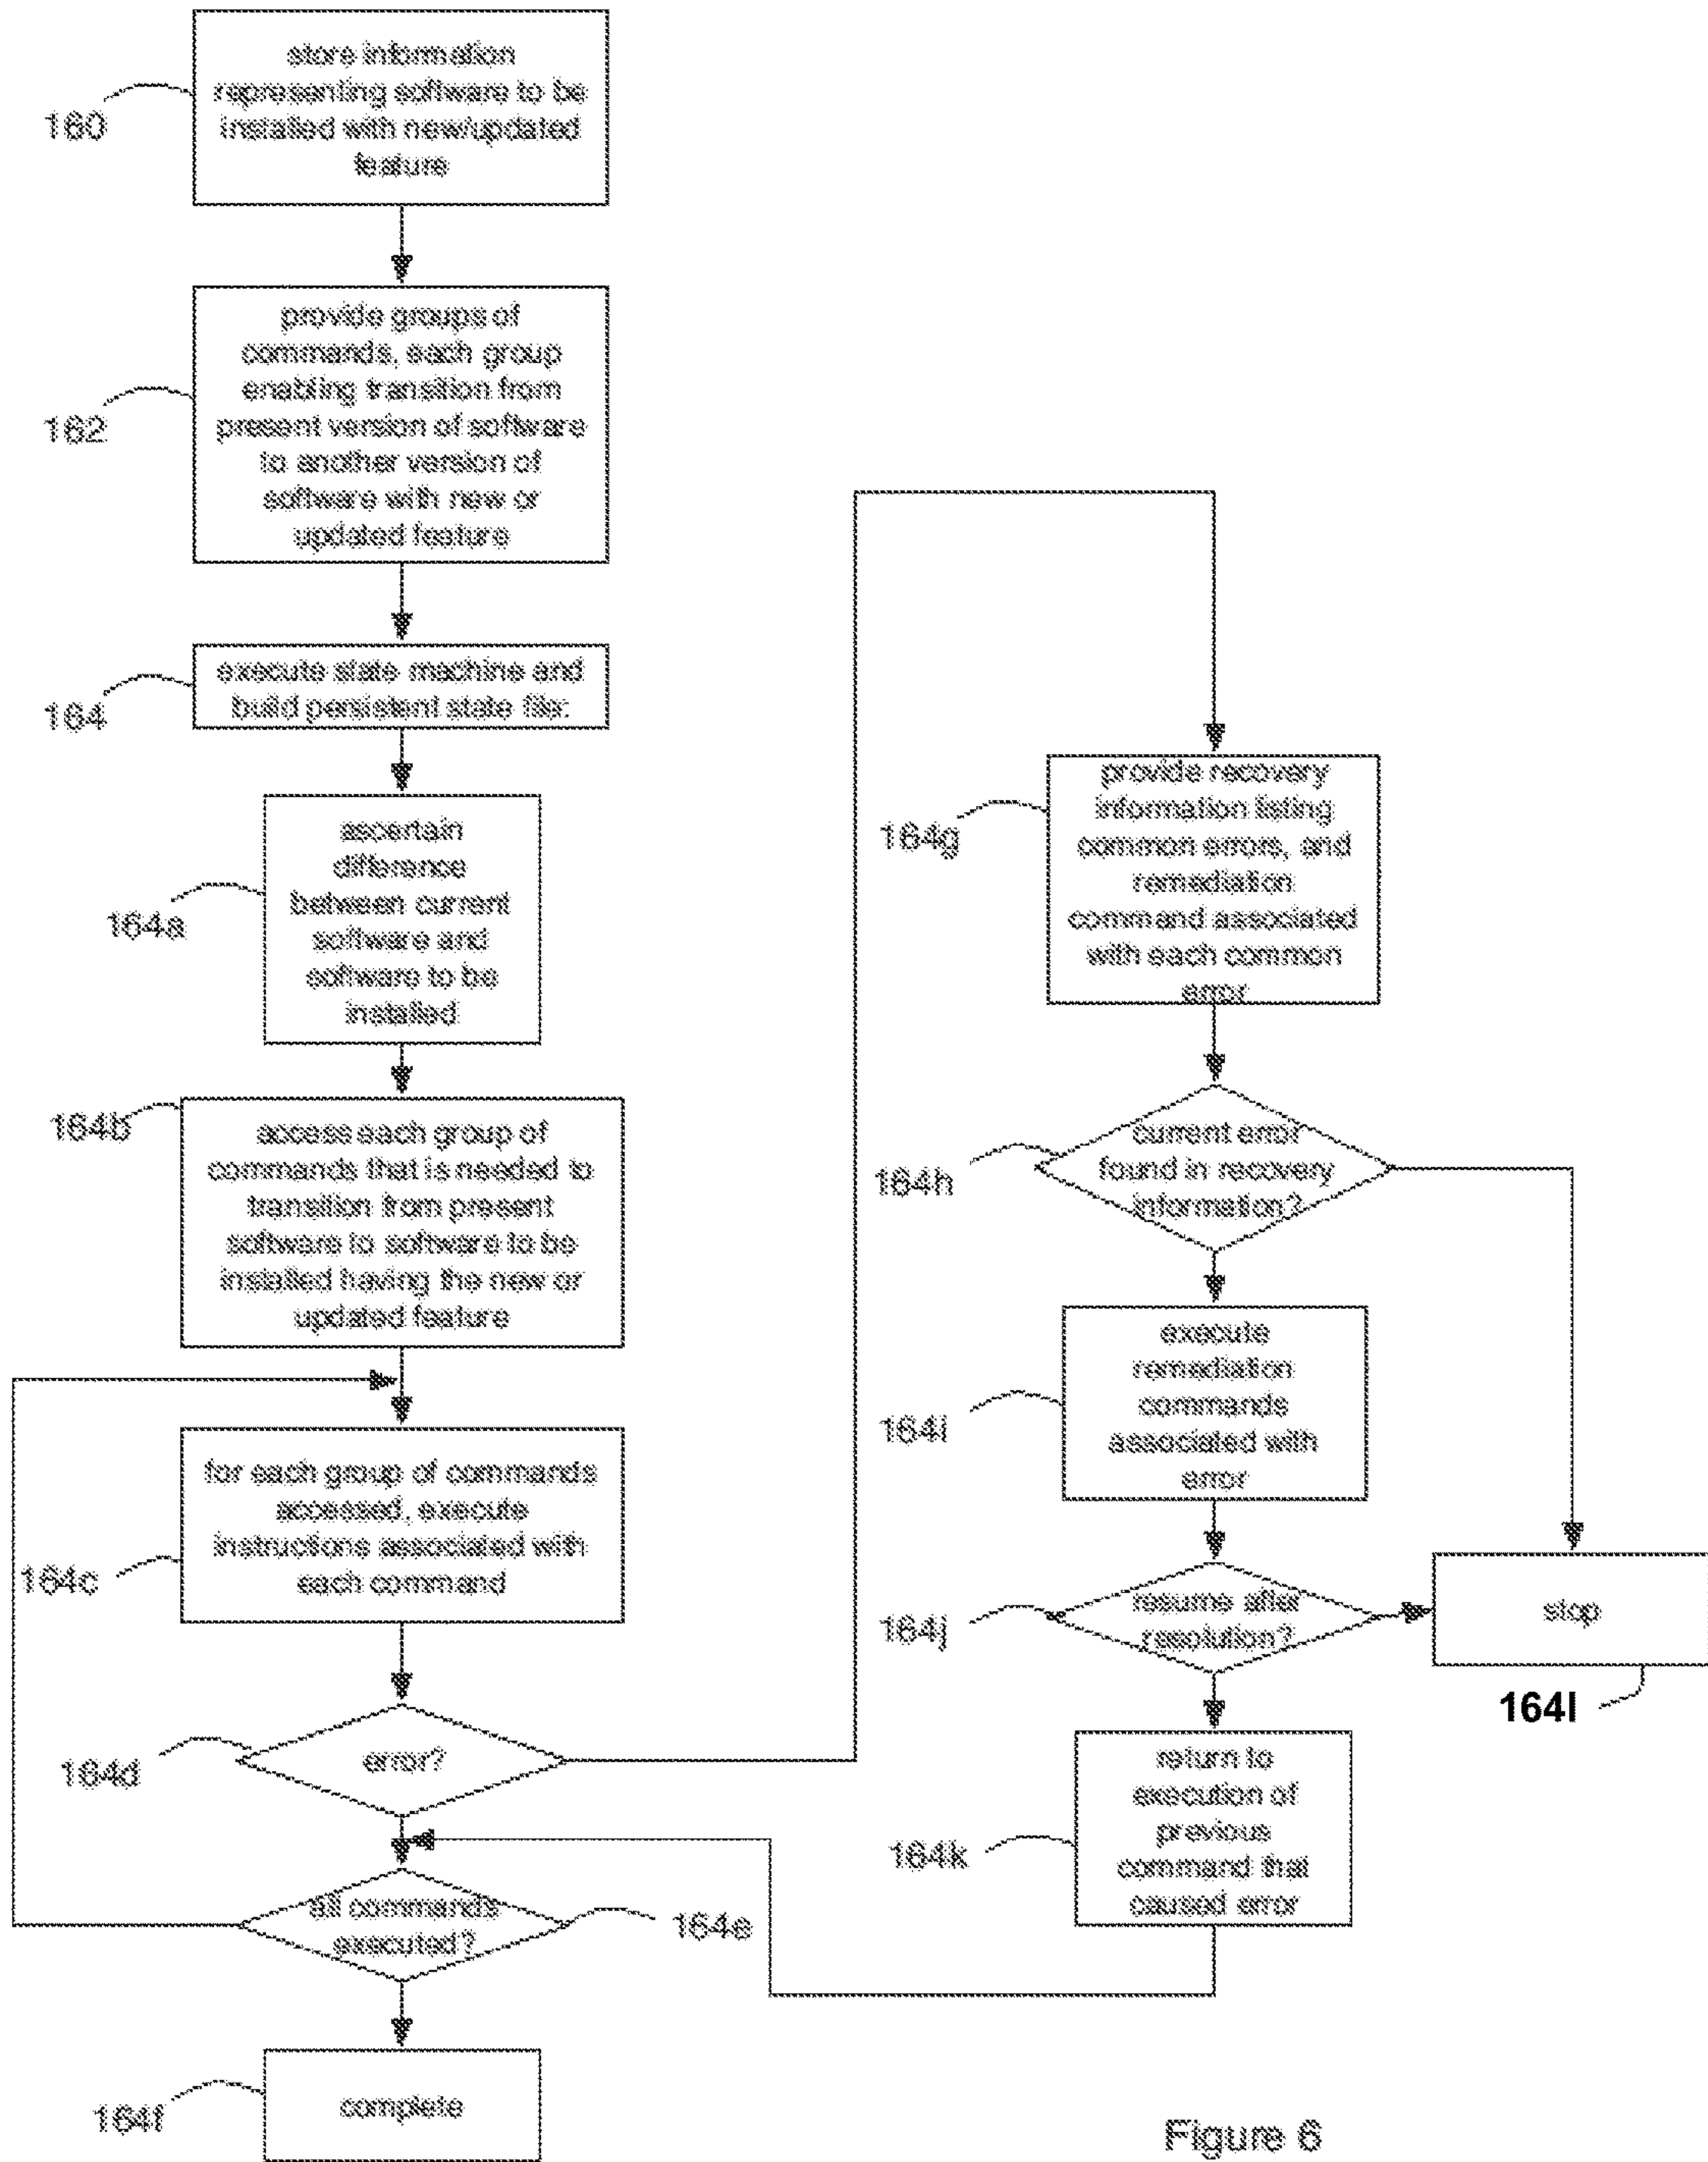 store information
representing software to be
installed with new/updated
feature
160
provide groups of
commands, each group
enabling transition from
present version of software
to another version of
software with new or
updated feature
162
execute state machine and
build persistent state file:
164
ascertain
difference
between current
software and
software to be
installed
164a
164b
access each group of
commands that is needed to
transition from present
software to software to be
installed having the new or
updated feature
for each group of commands
accessed, execute
instructions associated with
each command
164c
error?
164d
all commands
executed?
164e
complete
164f
provide recovery
information listing
common errors, and
remediation
command associated
with each common
error
164g
current error
found in recovery
information?
164h
execute
remediation
commands
associated with
error
164i
resume after
resolution?
164j
stop
164l
return to
execution of
previous
command that
caused error
164k
Figure 6